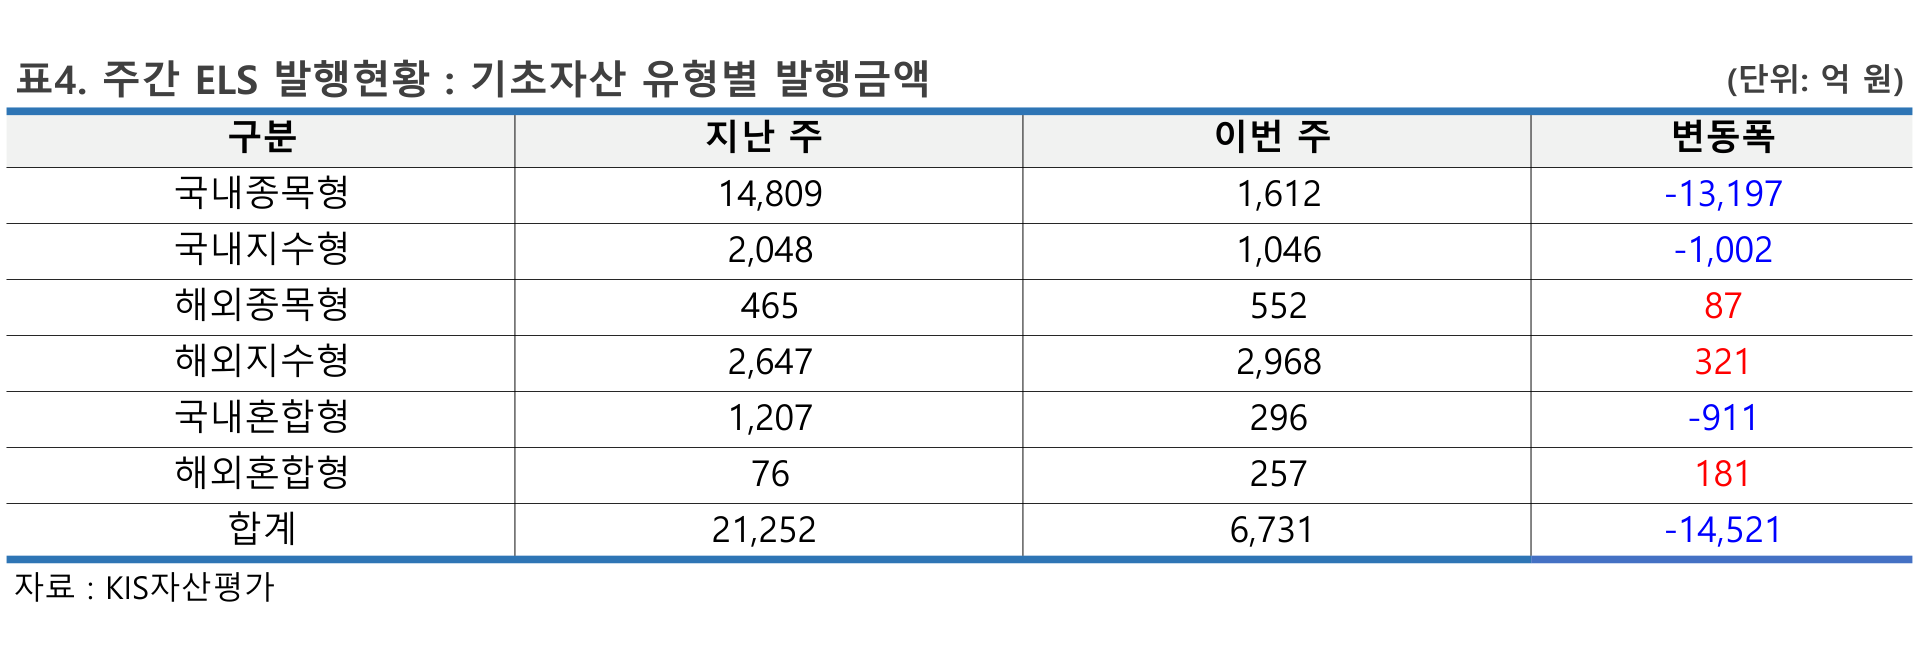 표4. 주간 ELS 발행현황 : 기초자산 유형별 발행금액 (단위: 억 원)
구분 지난 주 이번 주 변동폭
국내종목형 14,809 1,612 -13,197
국내지수형 2,048 1,046 -1,002
해외종목형 465 552 87
해외지수형 2,647 2,968 321
국내혼합형 1,207 296 -911
해외혼합형 76 257 181
합계 21,252 6,731 -14,521
자료 : KIS자산평가